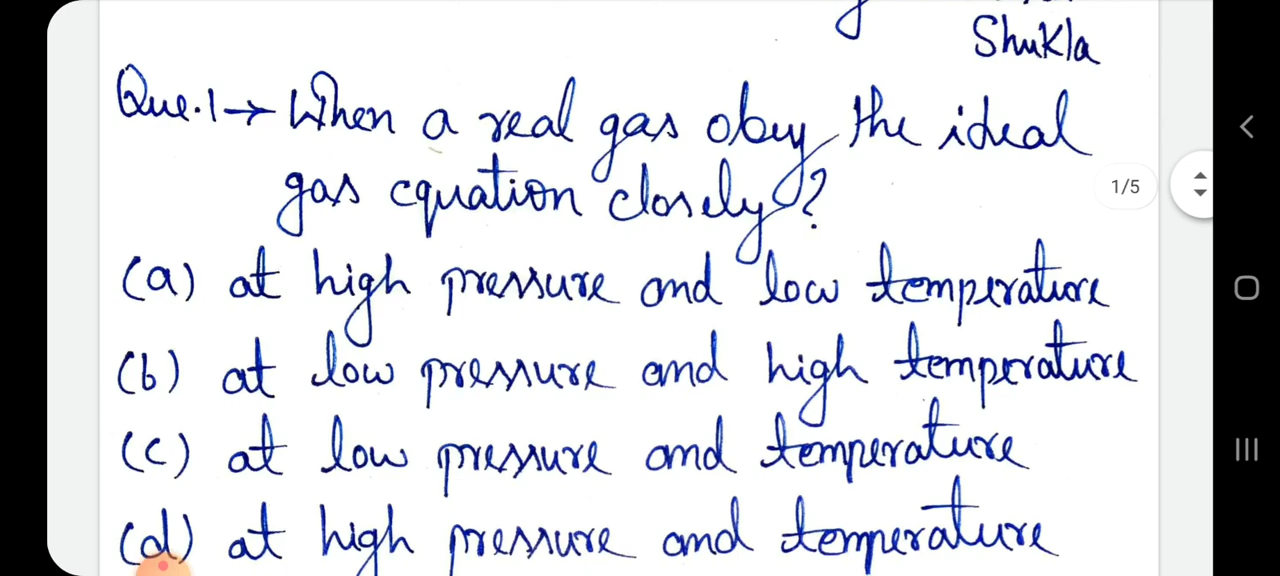 Shukla
Que.1→ When a real gas obey the ideal
gas equation closely?
1/5
(a) at high pressure and low temperature
(b) at low pressure and high temperature
(c) at low pressure and temperature
(d) at high pressure and temperature